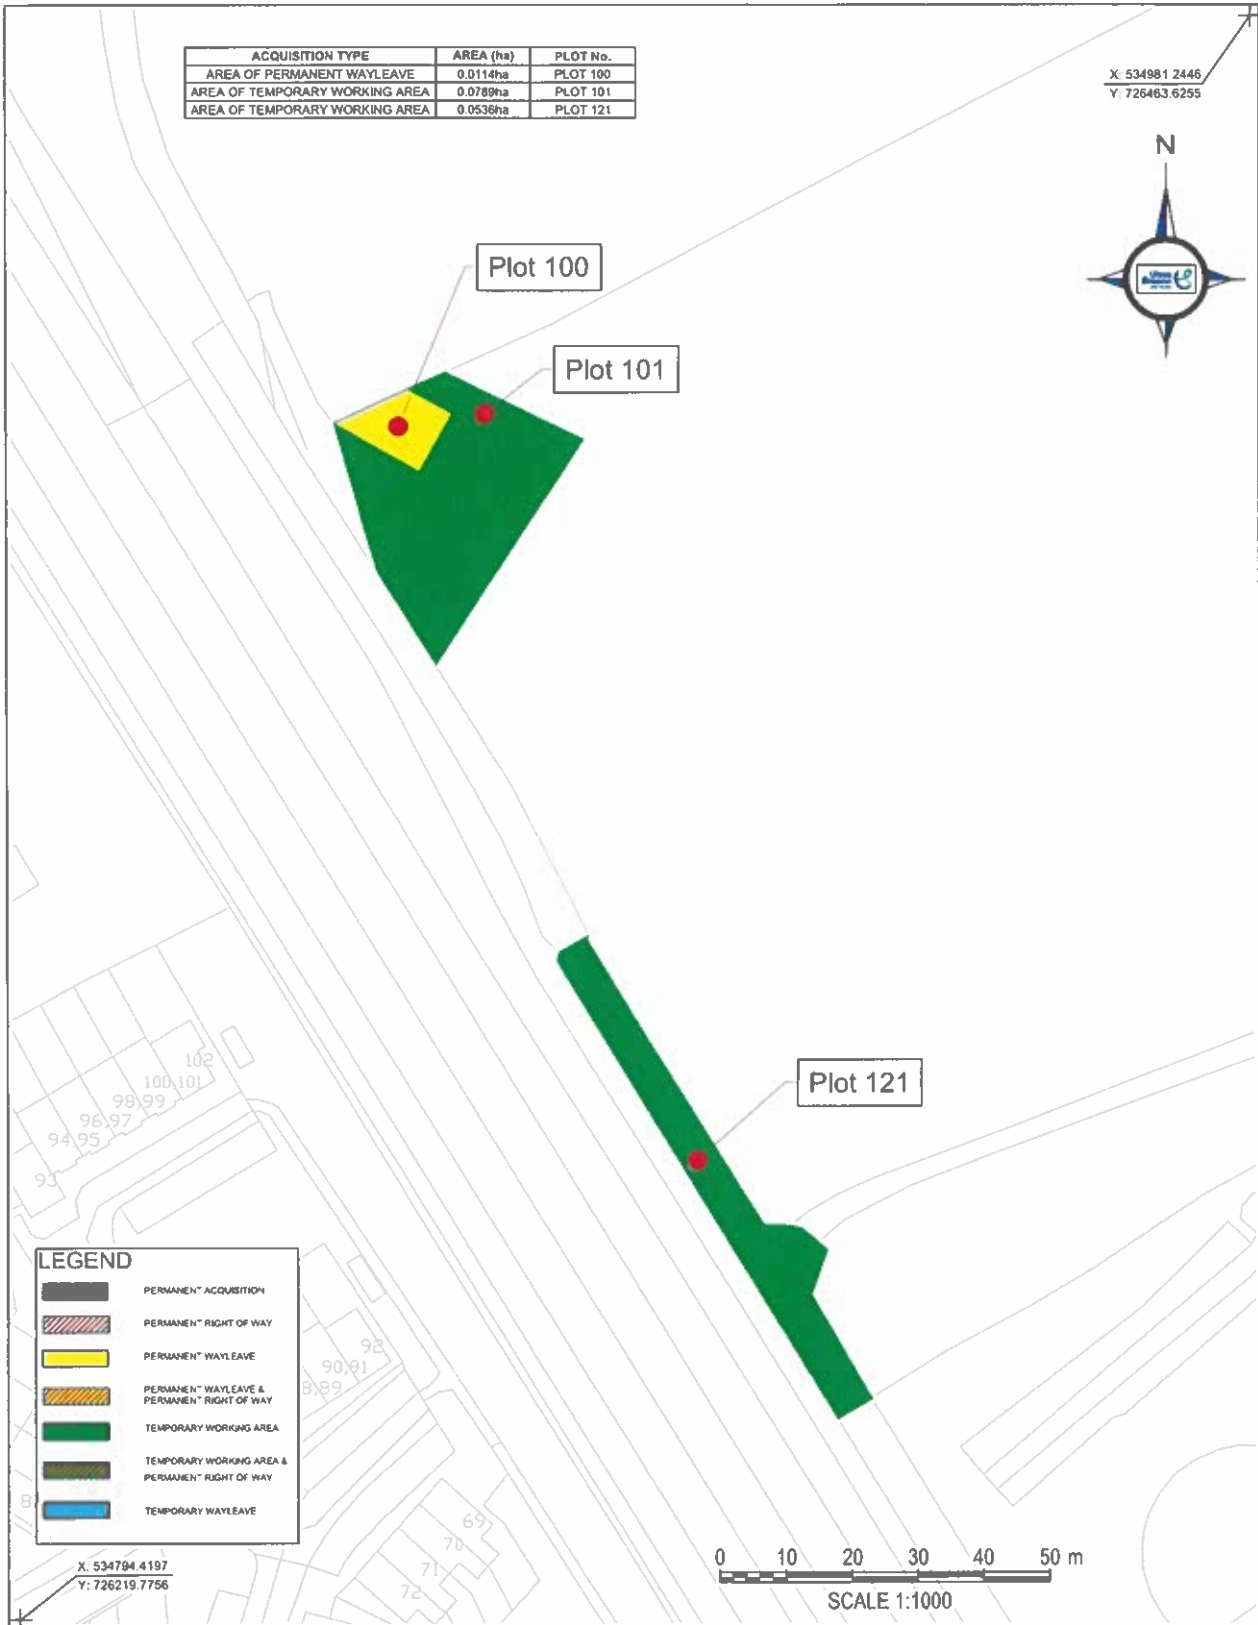 ACQUISITION TYPE AREA (ha) PLOT No.
AREA OF PERMANENT WAYLEAVE 0.0114ha PLOT 100
AREA OF TEMPORARY WORKING AREA 0.0789ha PLOT 101
AREA OF TEMPORARY WORKING AREA 0.0536ha PLOT 121
X: 534981.2446
Y: 726463.6255
N
Plot 100
Plot 101
Plot 121
102
100,101
98,99
96,97
94,95
93
92
90,91
8,89
69
70
71
72
8
LEGEND
PERMANENT ACQUISITION
PERMANENT RIGHT OF WAY
PERMANENT WAYLEAVE
PERMANENT WAYLEAVE &
PERMANENT RIGHT OF WAY
TEMPORARY WORKING AREA
TEMPORARY WORKING AREA &
PERMANENT RIGHT OF WAY
TEMPORARY WAYLEAVE
X: 534794.4197
Y: 726219.7756
0 10 20 30 40 50 m
SCALE 1:1000